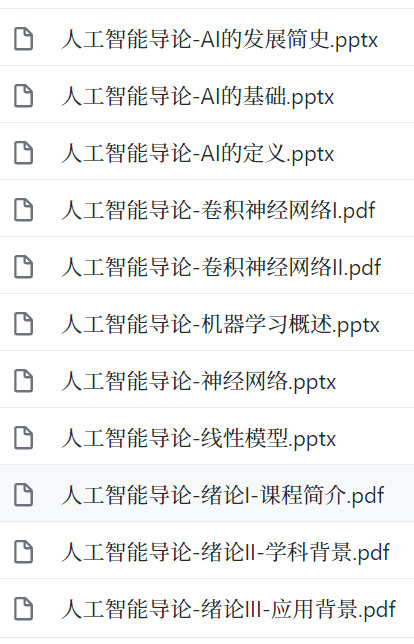 人工智能导论-AI的发展简史.pptx
人工智能导论-AI的基础.pptx
人工智能导论-AI的定义.pptx
人工智能导论-卷积神经网络I.pdf
人工智能导论-卷积神经网络II.pdf
人工智能导论-机器学习概述.pptx
人工智能导论-神经网络.pptx
人工智能导论-线性模型.pptx
人工智能导论-绪论I-课程简介.pdf
人工智能导论-绪论II-学科背景.pdf
人工智能导论-绪论III-应用背景.pdf